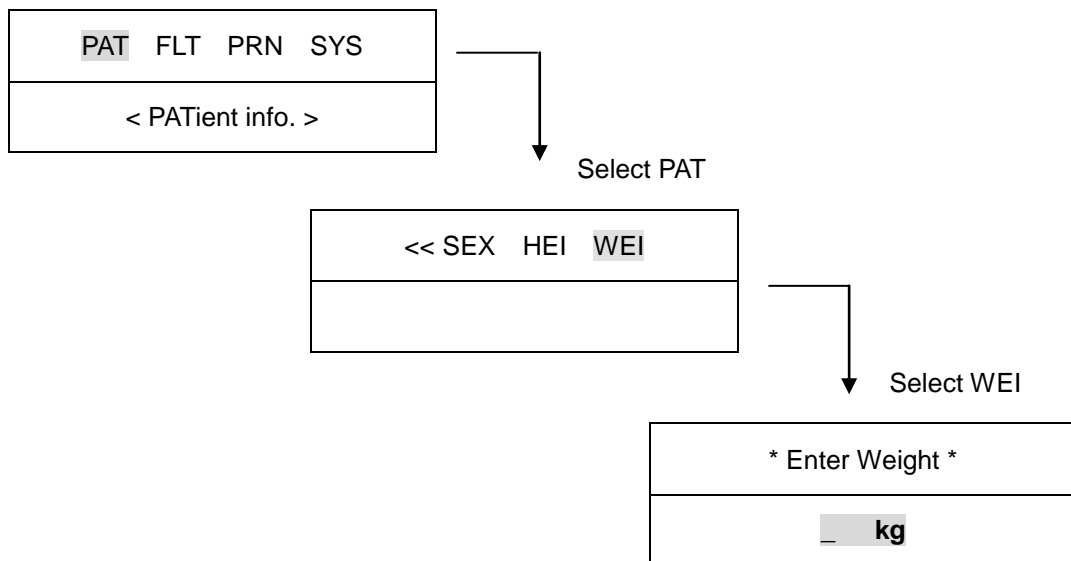 PAT FLT PRN SYS
< PATient info. >
Select PAT
<< SEX HEI WEI
Select WEI
* Enter Weight *
_ kg